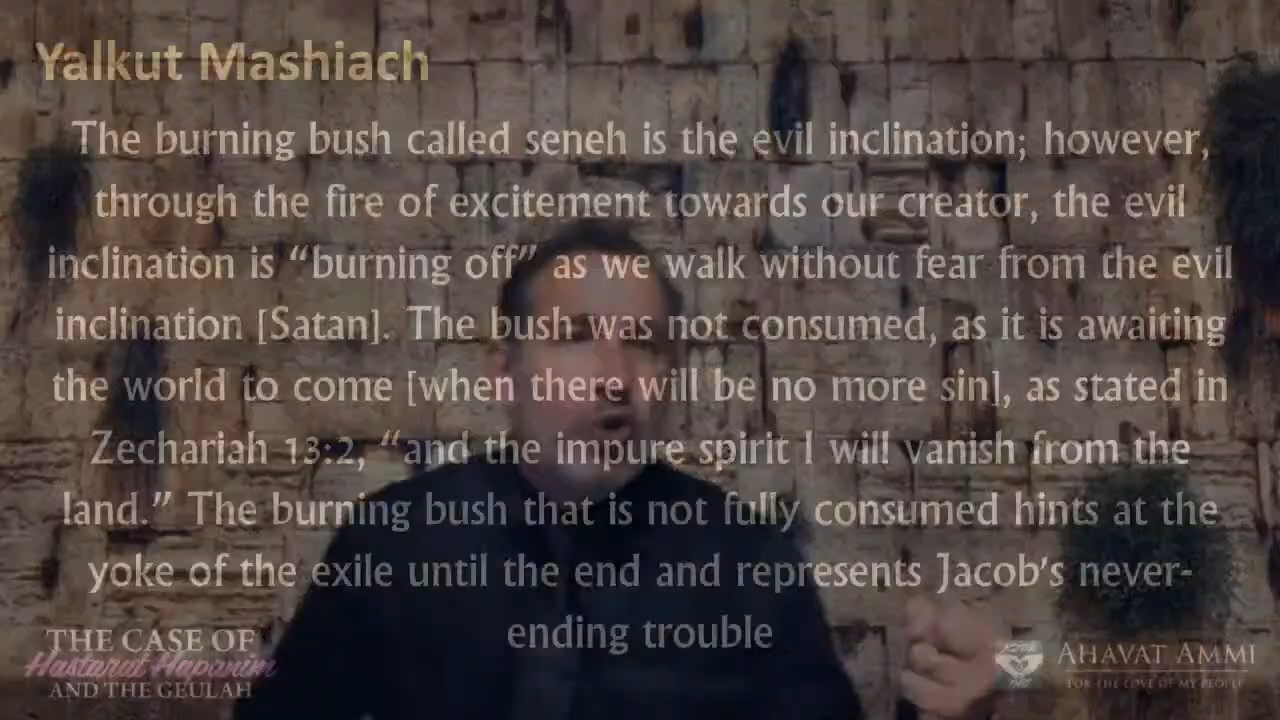 Yalkut Mashiach
The burning bush called seneh is the evil inclination; however,
through the fire of excitement towards our creator, the evil
inclination is “burning off” as we walk without fear from the evil
inclination [Satan]. The bush was not consumed, as it is awaiting
the world to come [when there will be no more sin], as stated in
Zechariah 13:2, “and the impure spirit I will vanish from the
land.” The burning bush that is not fully consumed hints at the
yoke of the exile until the end and represents Jacob’s never-
ending trouble
THE CASE OF
Hastarat Hapanim
AND THE GEULAH
AHAVAT AMMI
FOR THE LOVE OF MY PEOPLE